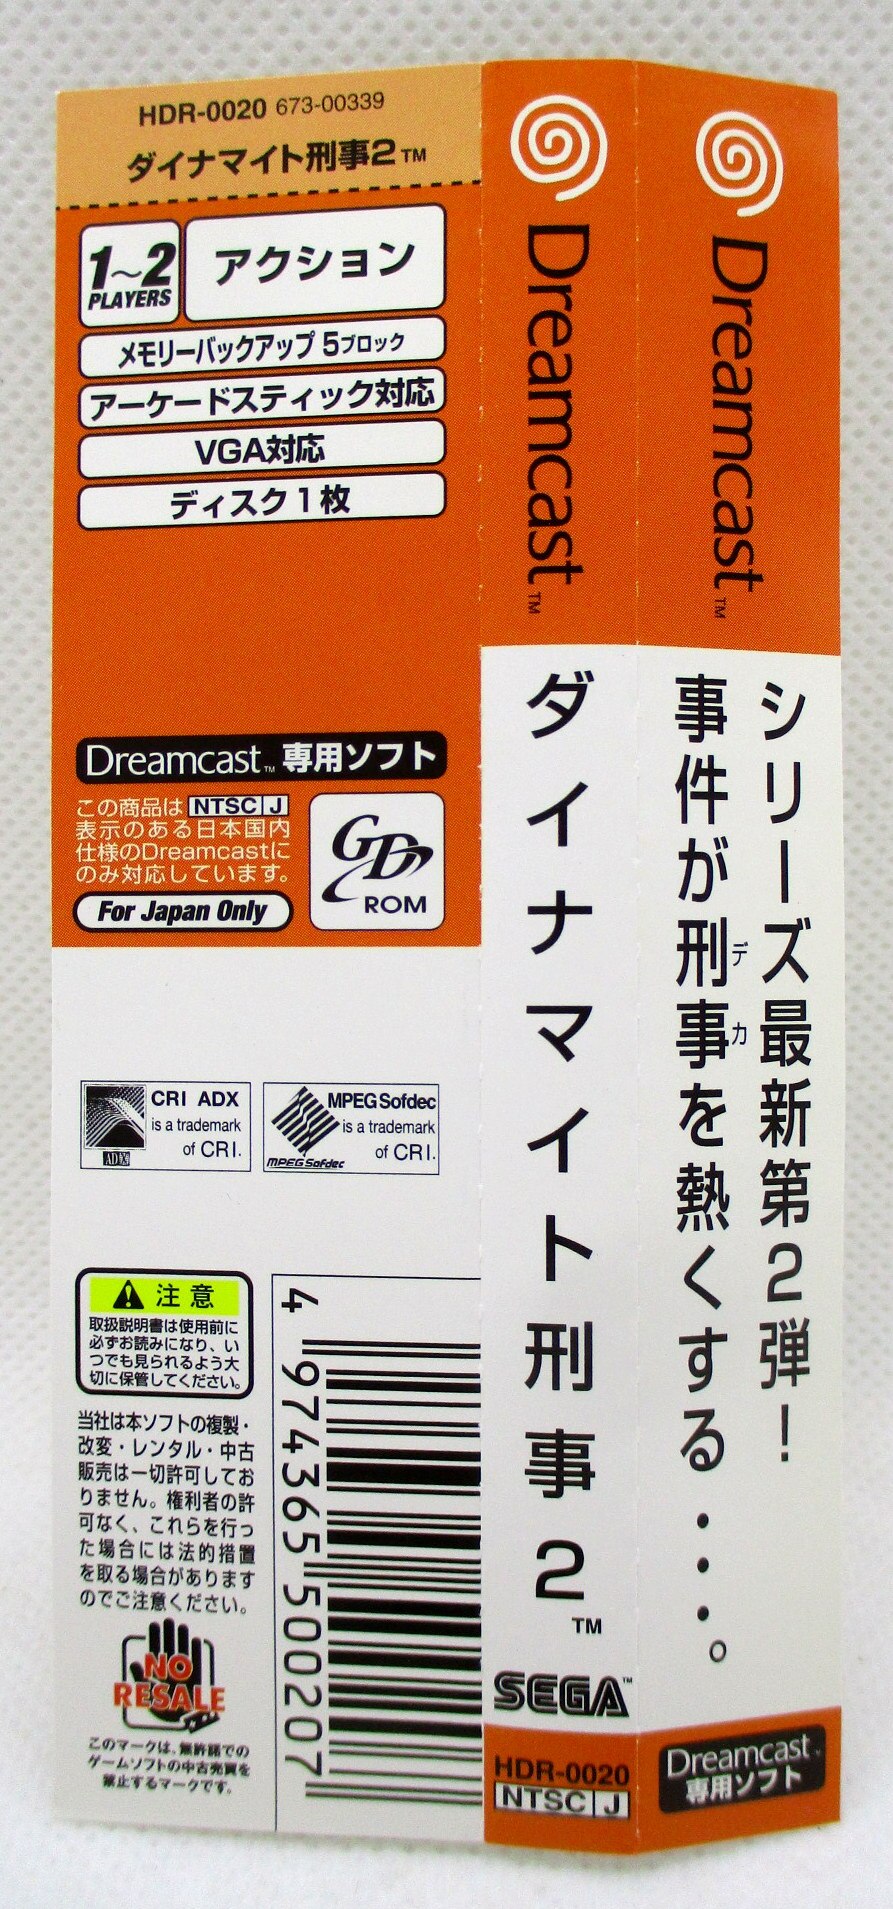 HDR-0020 673-00339
ダイナマイト刑事2™
1~2
PLAYERS
アクション
メモリーバックアップ 5ブロック
アーケードスティック対応
VGA対応
ディスク1枚
Dreamcast™ 専用ソフト
この商品は NTSC J
表示のある日本国内
仕様のDreamcastに
のみ対応しています。
For Japan Only
GD
ROM
CRI ADX
is a trademark
of CRI.
MPEG Sofdec
is a trademark
of CRI.
MPEG Sofdec
注意
取扱説明書は使用前に
必ずお読みになり、い
つでも見られるよう大
切に保管してください。
当社は本ソフトの複製・
改変・レンタル・中古
販売は一切許可してお
りません。権利者の許
可なく、これらを行っ
た場合には法的措置
を取る場合があります
のでご注意ください。
NO
RESALE
このマークは、無許諾での
ゲームソフトの中古売買を
禁止するマークです。
4 974365 500207
Dreamcast™
ダイナマイト刑事2™
SEGA™
HDR-0020
NTSC J
Dreamcast™
シリーズ最新第2弾!
事件が刑事デカを熱くする・・・。
Dreamcast™
専用ソフト